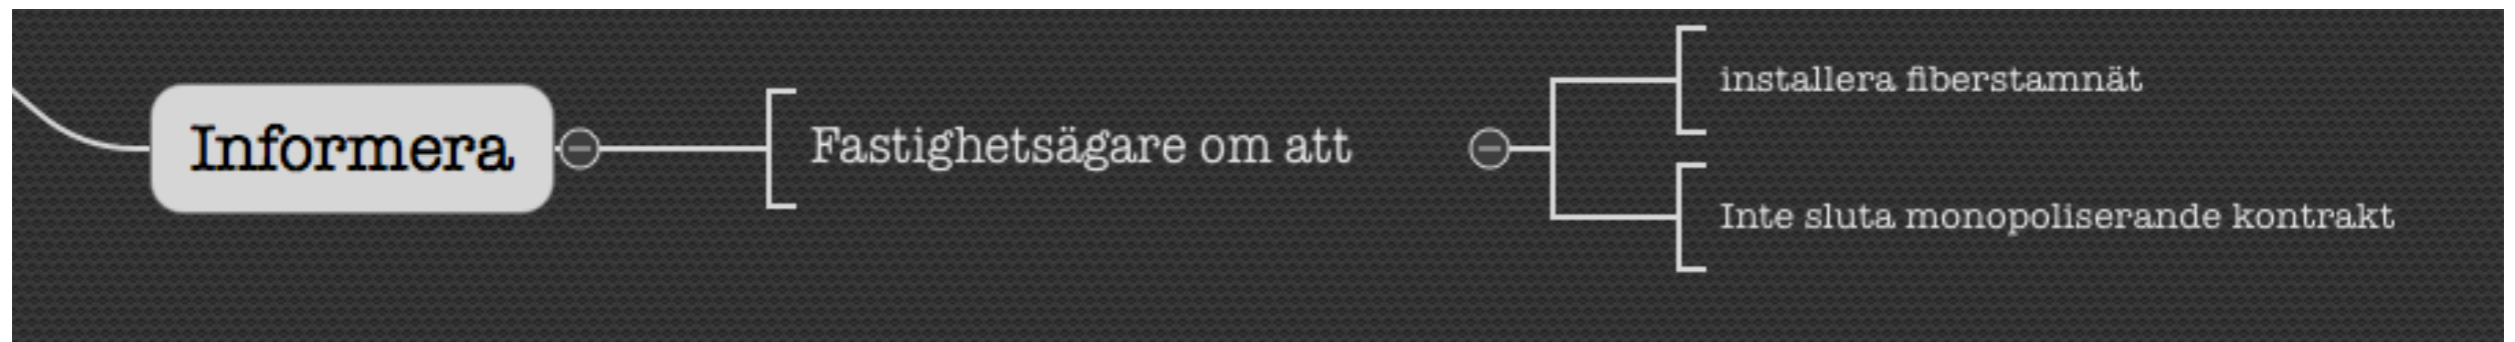 Informera
Fastighetsägare om att
installera fiberstamnät
Inte sluta monopoliserande kontrakt